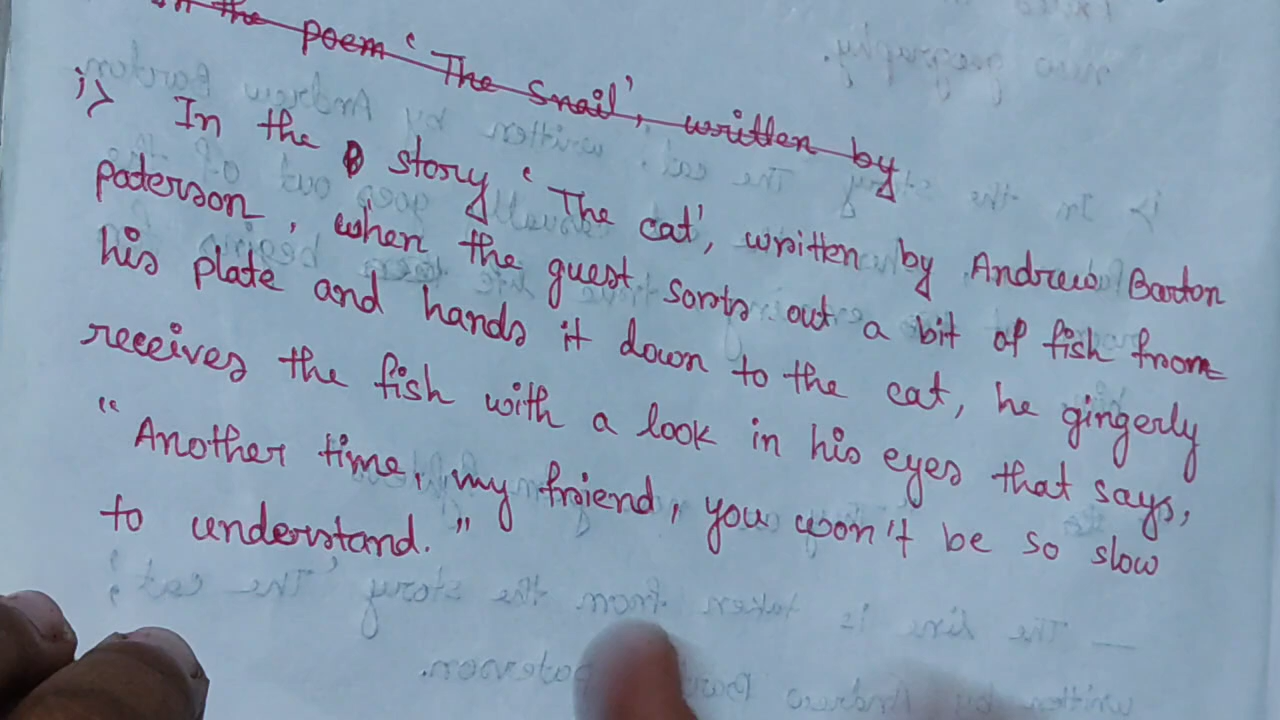 In the poem 'The Snail', written by
i> In the story 'The cat', written by Andrew Barton
paterson, when the guest sorts out a bit of fish from
his plate and hands it down to the cat, he gingerly
receives the fish with a look in his eyes that says,
"Another time, my friend, you won't be so slow
to understand."